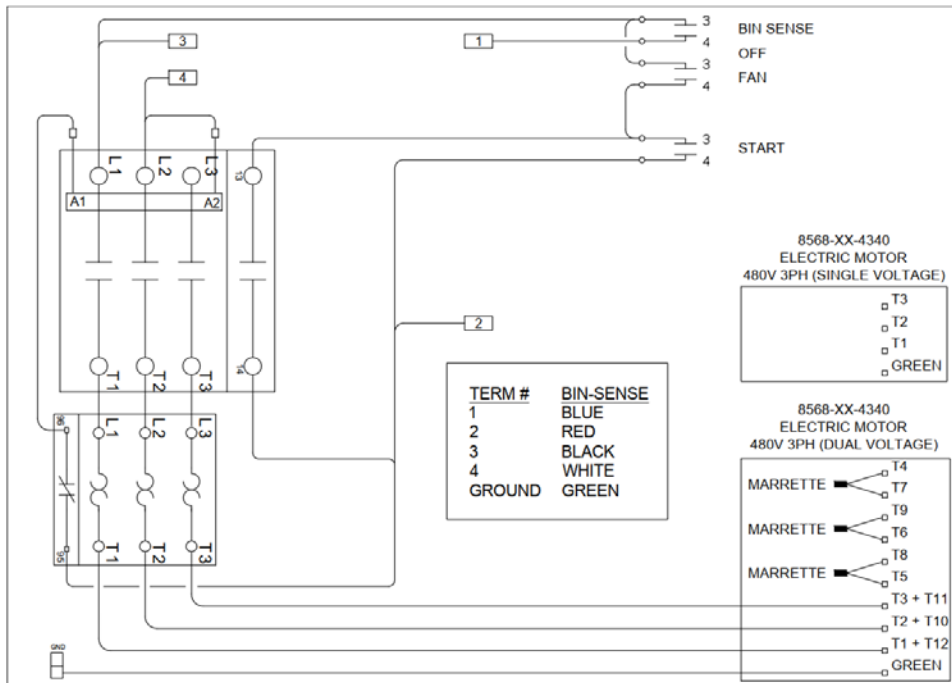 3
BIN SENSE
3
1
4
OFF
3
4
4
FAN
3
START
4
L1
L2
L3
13
A1
A2
8568-XX-4340
ELECTRIC MOTOR
480V 3PH (SINGLE VOLTAGE)
T3
T2
T1
GREEN
2
T1
T2
T3
14
TERM # BIN-SENSE
1 BLUE
2 RED
3 BLACK
4 WHITE
GROUND GREEN
8568-XX-4340
ELECTRIC MOTOR
480V 3PH (DUAL VOLTAGE)
96
L1
L2
L3
T4
MARRETTE
T7
T9
MARRETTE
T6
T8
MARRETTE
T5
95
T1
T2
T3
T3 + T11
T2 + T10
T1 + T12
GND
GREEN